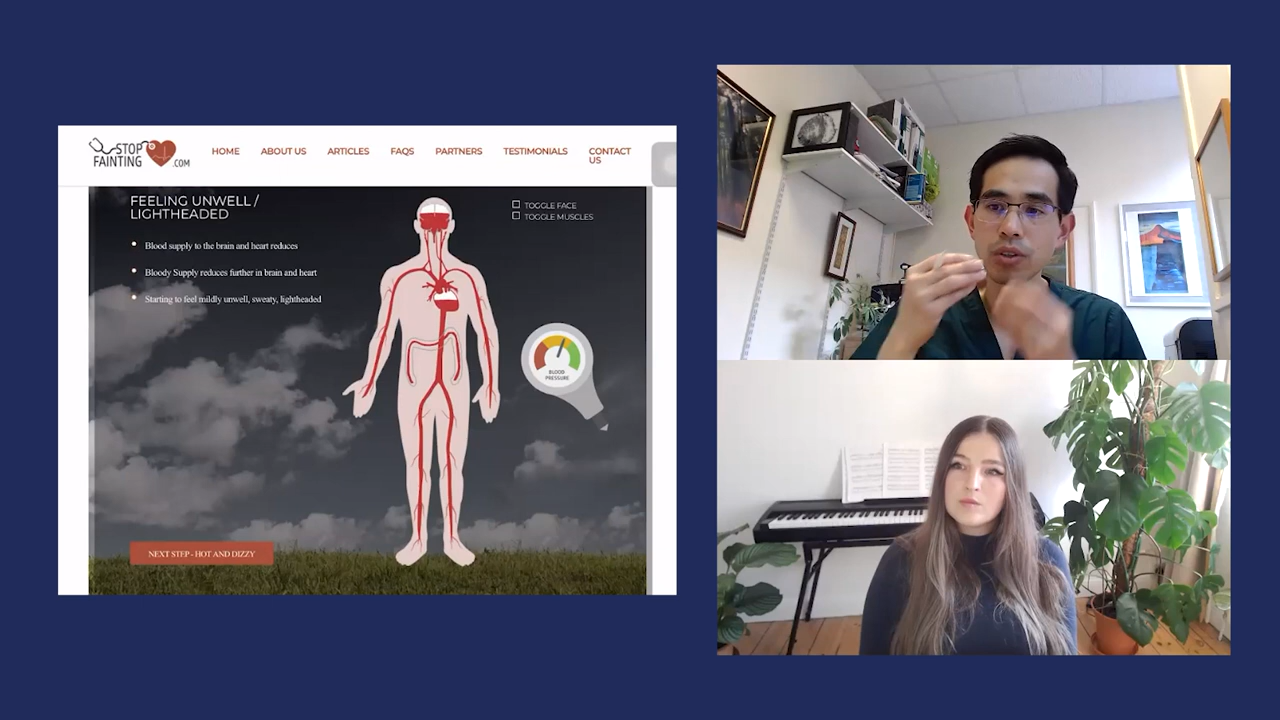 STOP
FAINTING
.COM
HOME ABOUT US ARTICLES FAQS PARTNERS TESTIMONIALS CONTACT
US
FEELING UNWELL /
LIGHTHEADED
TOGGLE FACE
TOGGLE MUSCLES
Blood supply to the brain and heart reduces
Bloody Supply reduces further in brain and heart
Starting to feel mildly unwell, sweaty, lightheaded
BLOOD
PRESSURE
NEXT STEP - HOT AND DIZZY